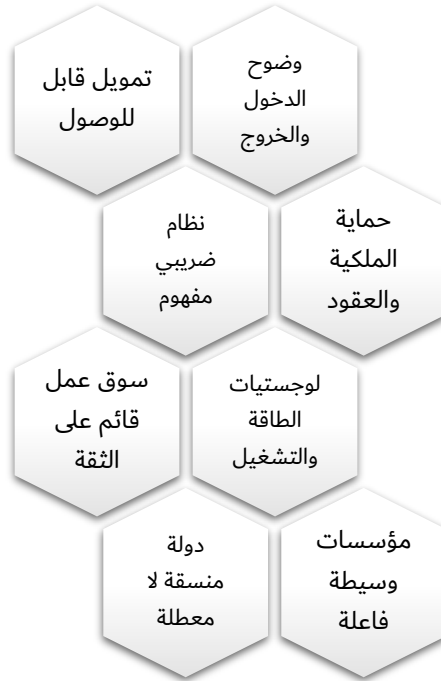 وضوح
الدخول
والخروج
تمويل قابل
للوصول
حماية
الملكية
والعقود
نظام
ضريبي
مفهوم
لوجستيات
الطاقة
والتشغيل
سوق عمل
قائم على
الثقة
مؤسسات
وسيطة
فاعلة
دولة
منسقة لا
معطلة